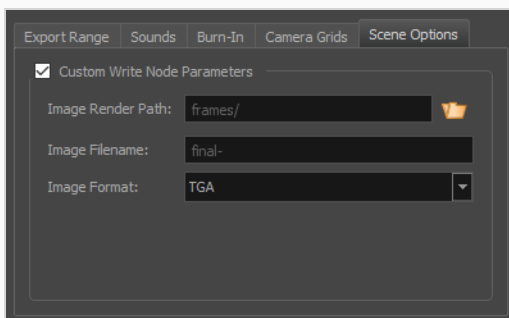 Export Range Sounds Burn-In Camera Grids Scene Options
Custom Write Node Parameters
Image Render Path: frames/
Image Filename: final-
Image Format: TGA